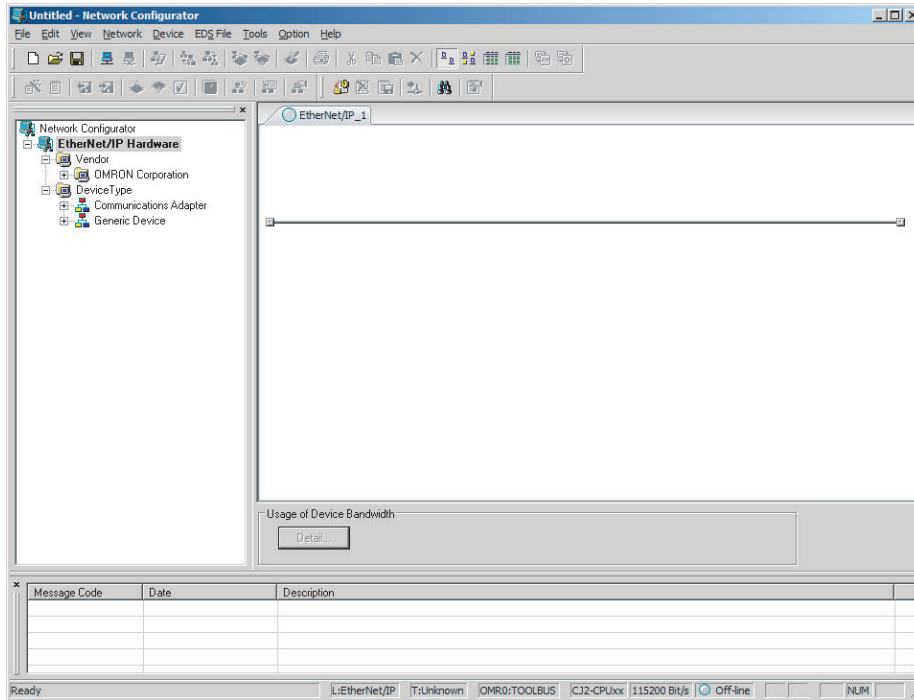 Untitled - Network Configurator
File Edit View Network Device EDS File Tools Option Help
EtherNet/IP_1
Network Configurator
EtherNet/IP Hardware
Vendor
OMRON Corporation
DeviceType
Communications Adapter
Generic Device
Usage of Device Bandwidth
Detail...
Message Code Date Description
Ready L:EtherNet/IP T:Unknown OMR0:TOOLBUS CJ2-CPUxx 115200 Bit/s Off-line NUM